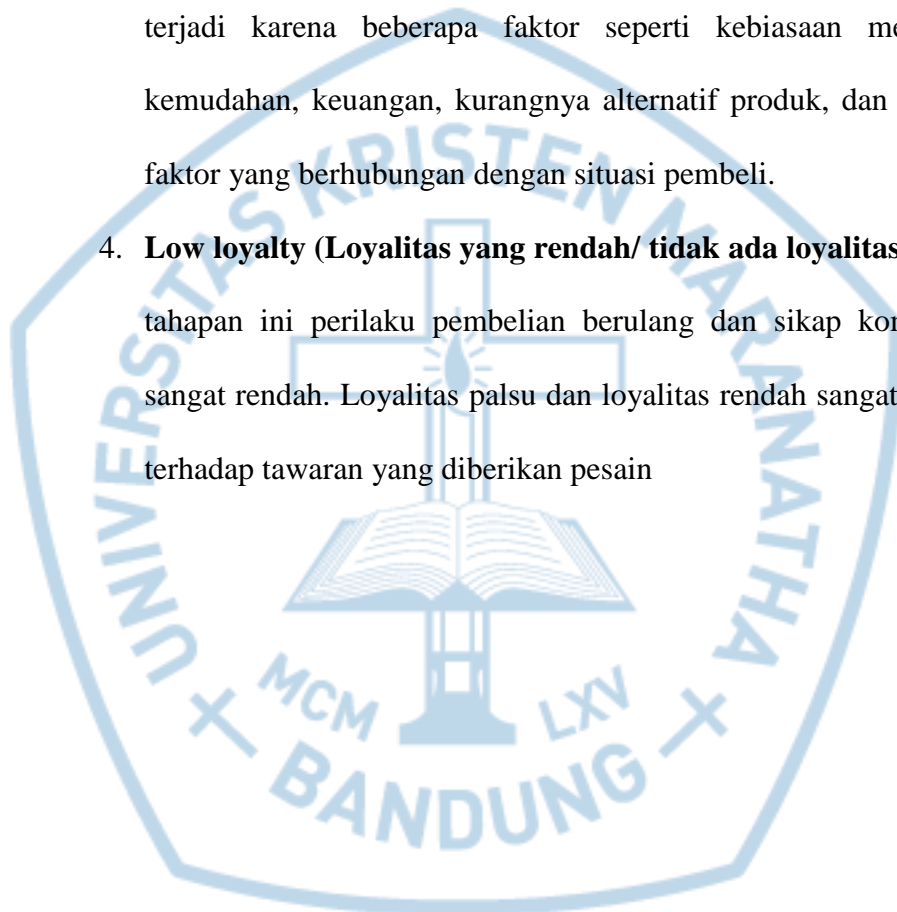 terjadi karena beberapa faktor seperti kebiasaan
kemudahan, keuangan, kurangnya alternatif produk, dan
faktor yang berhubungan dengan situasi pembeli.
4. Low loyalty (Loyalitas yang rendah/ tidak ada loyalitas
tahapan ini perilaku pembelian berulang dan sikap
sangat rendah. Loyalitas palsu dan loyalitas rendah sangat
terhadap tawaran yang diberikan pesain
UNIVERSITAS KRISTEN MARANATHA
MCM LXV
BANDUNG